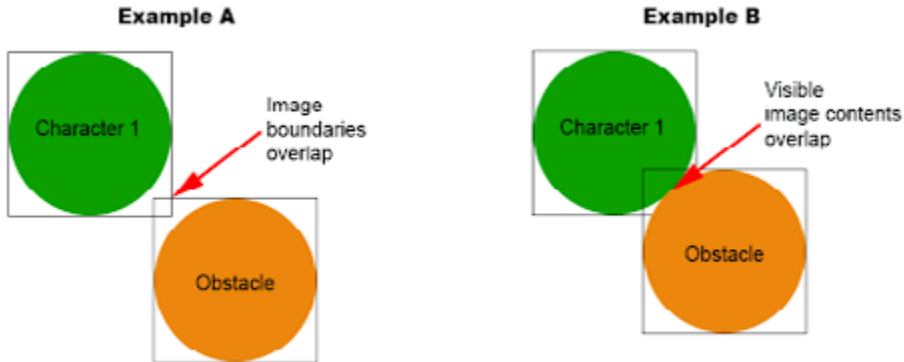 Example A
Example B
Character 1
Image
boundaries
overlap
Obstacle
Character 1
Visible
image contents
overlap
Obstacle